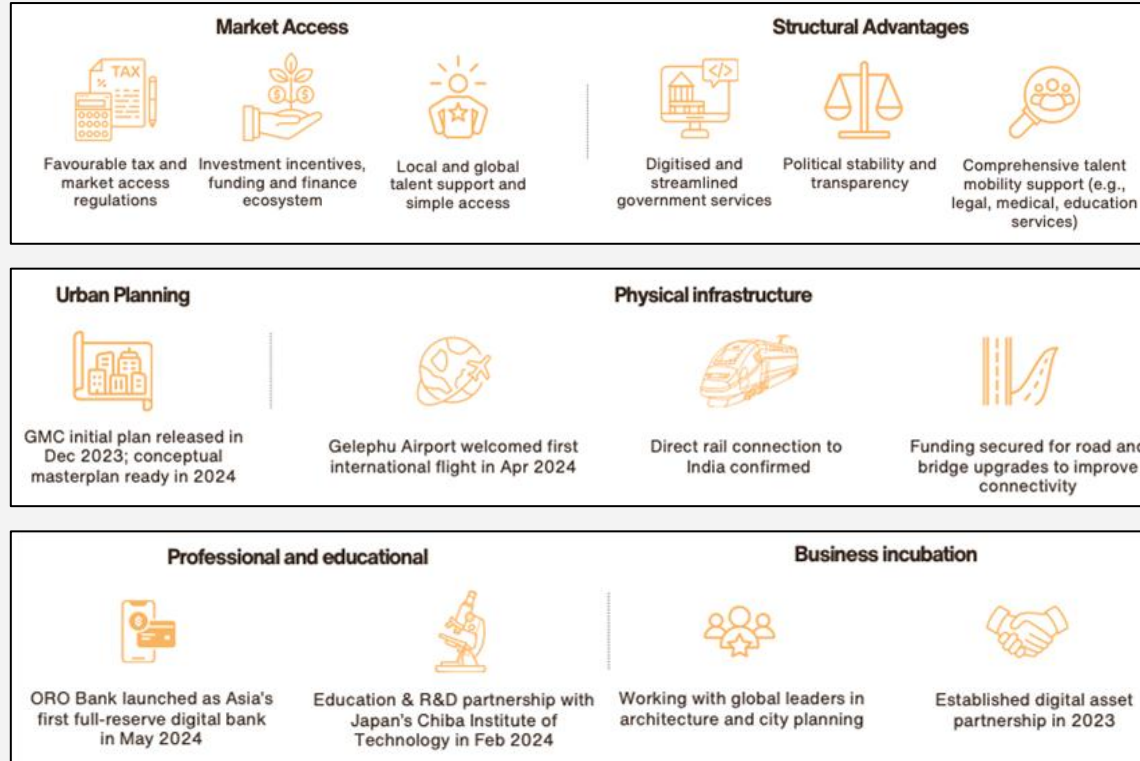 Market Access
Structural Advantages
TAX
%
$ $
</>
Favourable tax and
market access
regulations
Investment incentives,
funding and finance
ecosystem
Local and global
talent support and
simple access
Digitised and
streamlined
government services
Political stability and
transparency
Comprehensive talent
mobility support (e.g.,
legal, medical, education
services)
Urban Planning
Physical infrastructure
GMC initial plan released in
Dec 2023; conceptual
masterplan ready in 2024
Gelephu Airport welcomed first
international flight in Apr 2024
Direct rail connection to
India confirmed
Funding secured for road and
bridge upgrades to improve
connectivity
Professional and educational
Business incubation
ORO Bank launched as Asia's
first full-reserve digital bank
in May 2024
Education & R&D partnership with
Japan's Chiba Institute of
Technology in Feb 2024
Working with global leaders in
architecture and city planning
Established digital asset
partnership in 2023